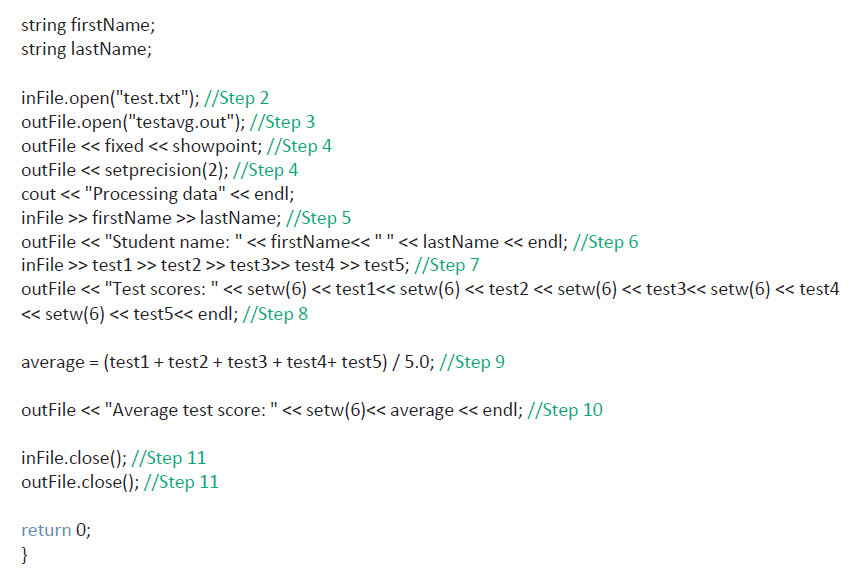 string firstName;
string lastName;
inFile.open("test.txt"); //Step 2
outFile.open("testavg.out"); //Step 3
outFile << fixed << showpoint; //Step 4
outFile << setprecision(2); //Step 4
cout << "Processing data" << endl;
inFile >> firstName >> lastName; //Step 5
outFile << "Student name: " << firstName<< " " << lastName << endl; //Step 6
inFile >> test1 >> test2 >> test3>> test4 >> test5; //Step 7
outFile << "Test scores: " << setw(6) << test1<< setw(6) << test2 << setw(6) << test3<< setw(6) << test4
<< setw(6) << test5<< endl; //Step 8
average = (test1 + test2 + test3 + test4+ test5) / 5.0; //Step 9
outFile << "Average test score: " << setw(6)<< average << endl; //Step 10
inFile.close(); //Step 11
outFile.close(); //Step 11
return 0;
}